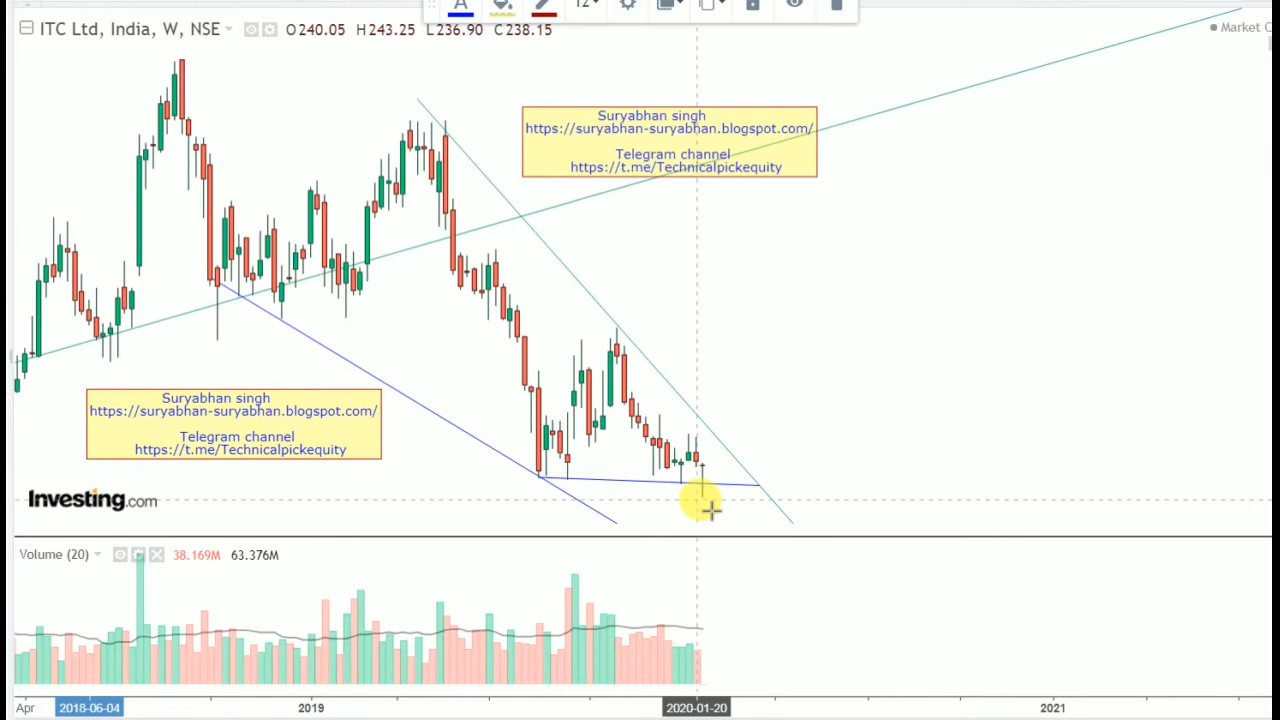 A 12
ITC Ltd, India, W, NSE O240.05 H243.25 L236.90 C238.15
Market C
Suryabhan singh
https://suryabhan-suryabhan.blogspot.com/
Telegram channel
https://t.me/Technicalpickequity
Suryabhan singh
https://suryabhan-suryabhan.blogspot.com/
Telegram channel
https://t.me/Technicalpickequity
Investing.com
Volume (20) 38.169M 63.376M
Apr 2018-06-04 2019 2020-01-20 2021